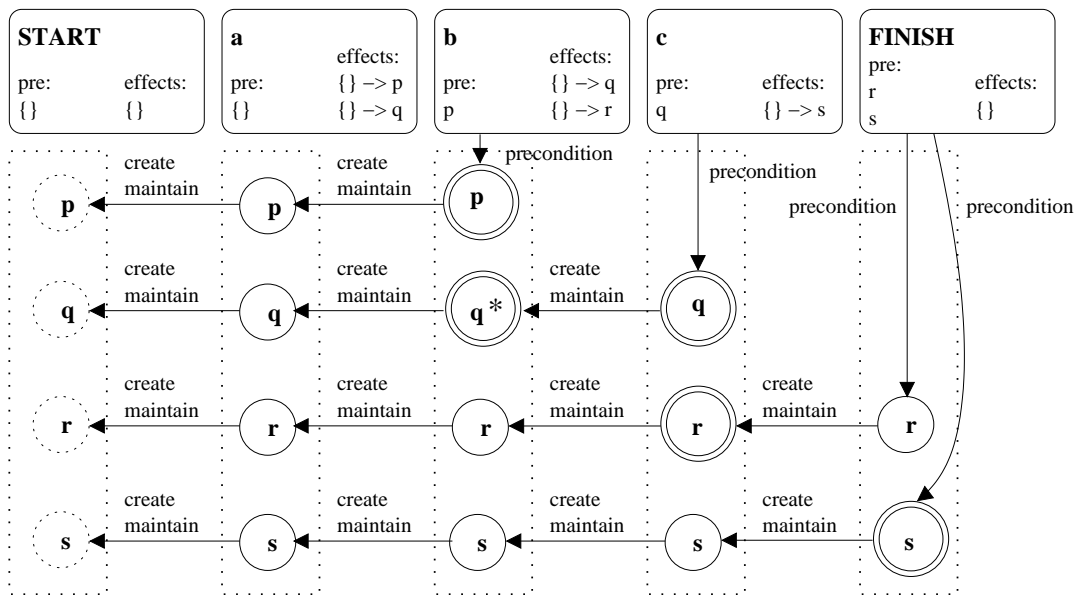 START
pre: effects:
{} {}
a
effects:
pre: {} –> p
{} {} –> q
b
effects:
pre: {} –> q
p {} –> r
c
pre: effects:
q {} –> s
FINISH
pre:
r effects:
s {}
precondition
precondition
precondition
precondition
create
maintain
create
maintain
p
p
p
create
maintain
create
maintain
create
maintain
q
q
q*
q
create
maintain
create
maintain
create
maintain
create
maintain
r
r
r
r
r
create
maintain
create
maintain
create
maintain
create
maintain
s
s
s
s
s